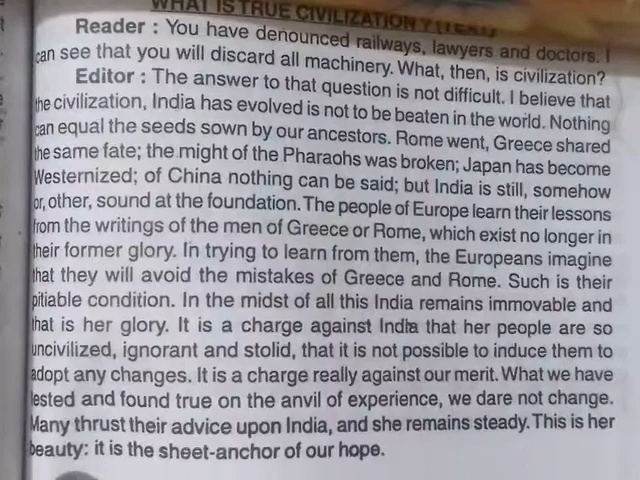 WHAT IS TRUE CIVILIZATION ? (TEXT)
Reader : You have denounced railways, lawyers and doctors. I
can see that you will discard all machinery. What, then, is civilization?
Editor : The answer to that question is not difficult. I believe that
the civilization, India has evolved is not to be beaten in the world. Nothing
can equal the seeds sown by our ancestors. Rome went, Greece shared
the same fate; the might of the Pharaohs was broken; Japan has become
Westernized; of China nothing can be said; but India is still, somehow
or, other, sound at the foundation. The people of Europe learn their lessons
from the writings of the men of Greece or Rome, which exist no longer in
their former glory. In trying to learn from them, the Europeans imagine
that they will avoid the mistakes of Greece and Rome. Such is their
pitiable condition. In the midst of all this India remains immovable and
that is her glory. It is a charge against India that her people are so
uncivilized, ignorant and stolid, that it is not possible to induce them to
adopt any changes. It is a charge really against our merit. What we have
tested and found true on the anvil of experience, we dare not change.
Many thrust their advice upon India, and she remains steady. This is her
beauty: it is the sheet-anchor of our hope.